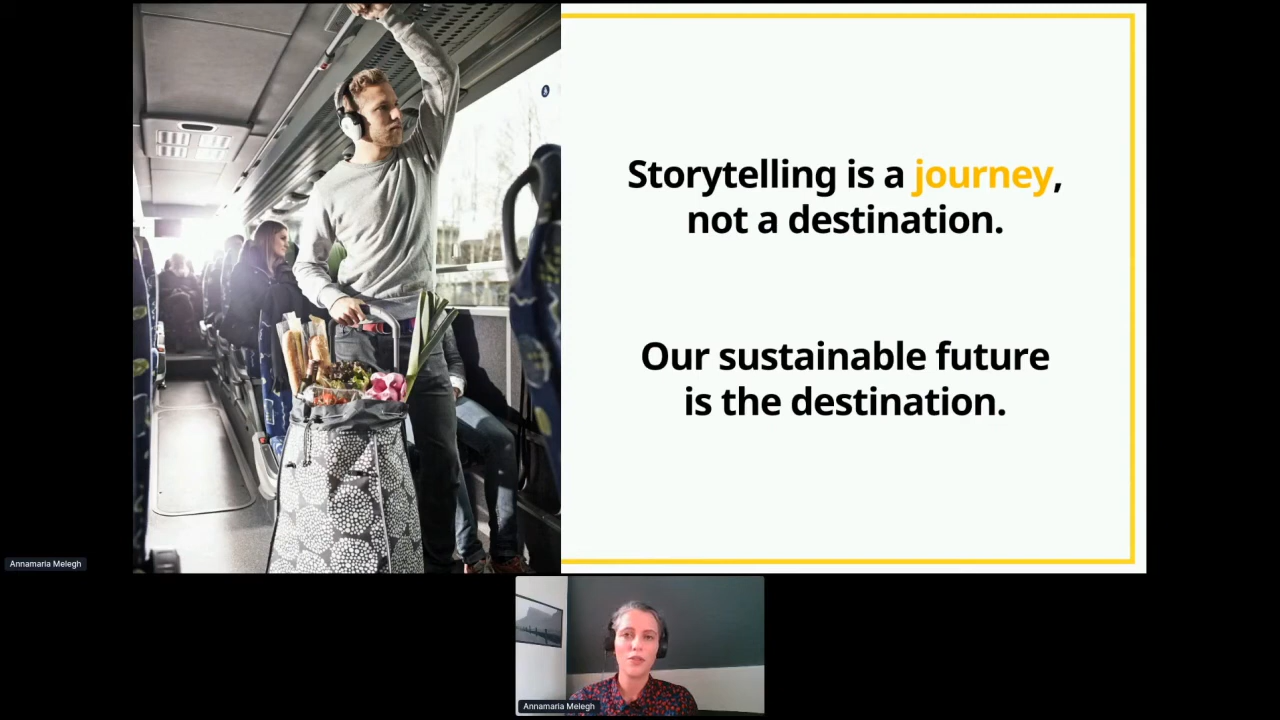 Storytelling is a journey,
not a destination.
Our sustainable future
is the destination.
Annamaria Melegh
Annamaria Melegh